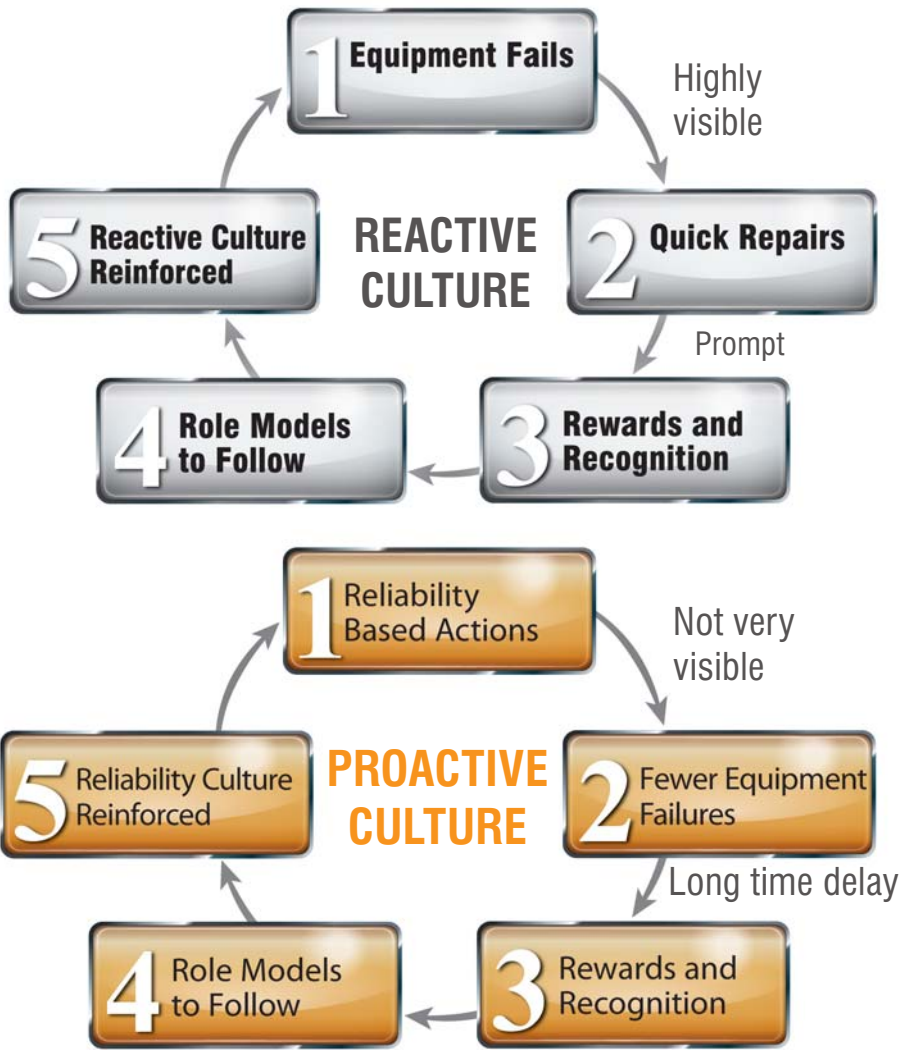 1
Equipment Fails
Highly
visible
2
Quick Repairs
Prompt
3
Rewards and
Recognition
4
Role Models
to Follow
5
Reactive Culture
Reinforced
REACTIVE
CULTURE
1
Reliability
Based Actions
Not very
visible
2
Fewer Equipment
Failures
Long time delay
3
Rewards and
Recognition
4
Role Models
to Follow
5
Reliability Culture
Reinforced
PROACTIVE
CULTURE